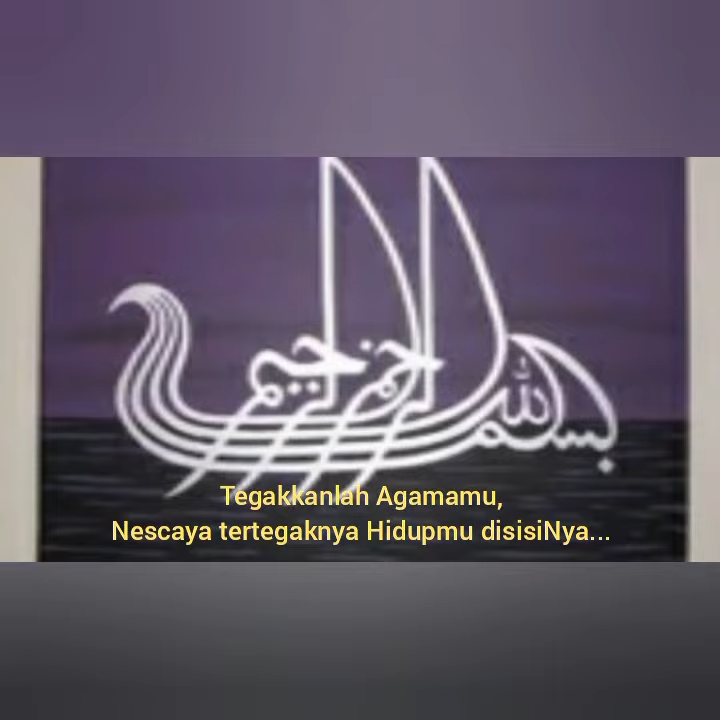 بسم الله الرحمن الرحيم
Tegakkanlah Agamamu,
Nescaya tertegaknya Hidupmu disisiNya...